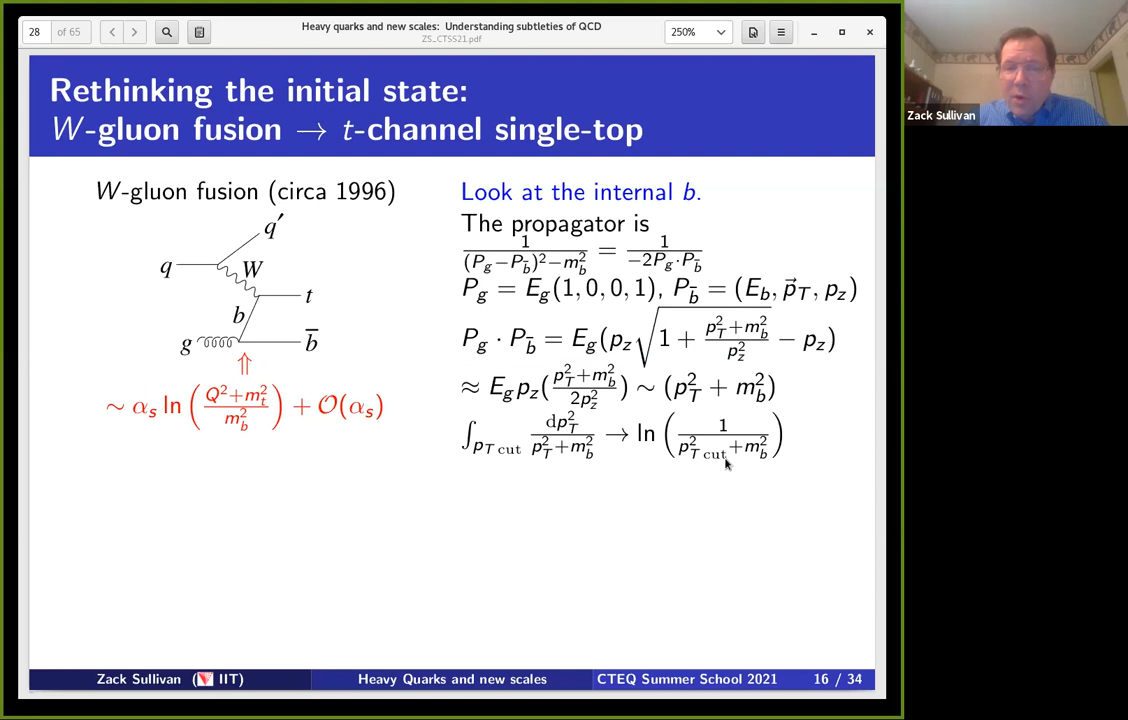 28 of 65
Heavy quarks and new scales: Understanding subtleties of QCD
ZS_CTSS21.pdf
250%
Zack Sullivan
Rethinking the initial state:
W-gluon fusion → t-channel single-top
W-gluon fusion (circa 1996)
q q′ W t b g b̅
⇑
∼ αₛ ln((Q²+mₜ²)/(m_b²)) + O(αₛ)
Look at the internal b.
The propagator is
1/((P_g−P_b̅)²−m_b²) = 1/(−2P_g·P_b̅)
P_g = E_g(1, 0, 0, 1), P_b̅ = (E_b, p⃗_T, p_z)
P_g · P_b̅ = E_g(p_z√(1 + (p_T²+m_b²)/(p_z²)) − p_z)
≈ E_g p_z((p_T²+m_b²)/(2p_z²)) ∼ (p_T² + m_b²)
∫_{p_T cut} dp_T²/(p_T²+m_b²) → ln(1/(p²_{T cut}+m_b²))
Zack Sullivan (IIT) Heavy Quarks and new scales CTEQ Summer School 2021 16 / 34